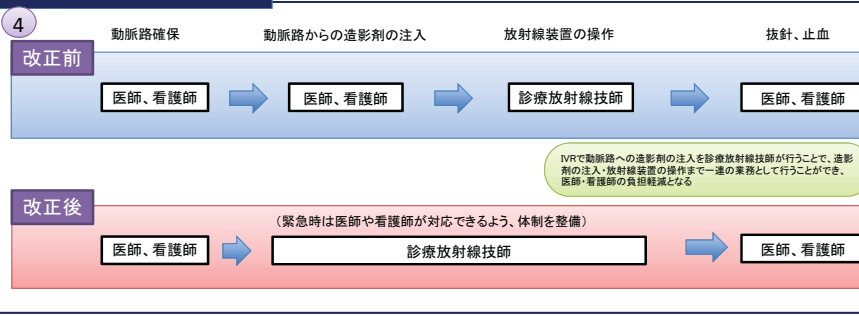 4
動脈路確保
動脈路からの造影剤の注入
放射線装置の操作
抜針、止血
改正前
医師、看護師
医師、看護師
診療放射線技師
医師、看護師
IVRで動脈路への造影剤の注入を診療放射線技師が行うことで、造影
剤の注入・放射線装置の操作まで一連の業務として行うことができ、
医師・看護師の負担軽減となる
改正後
（緊急時は医師や看護師が対応できるよう、体制を整備）
医師、看護師
診療放射線技師
医師、看護師